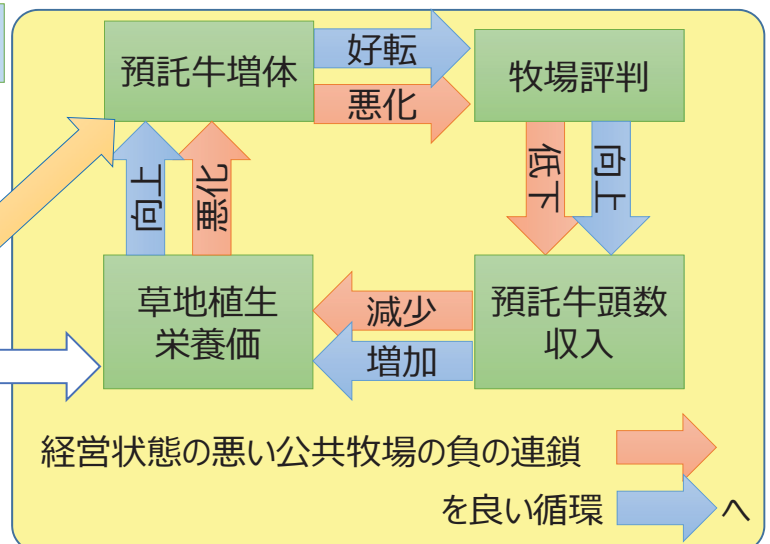 預託牛増体
好転
悪化
牧場評判
向上
悪化
低下
向上
草地植生
栄養価
減少
増加
預託牛頭数
収入
経営状態の悪い公共牧場の負の連鎖
を良い循環
へ